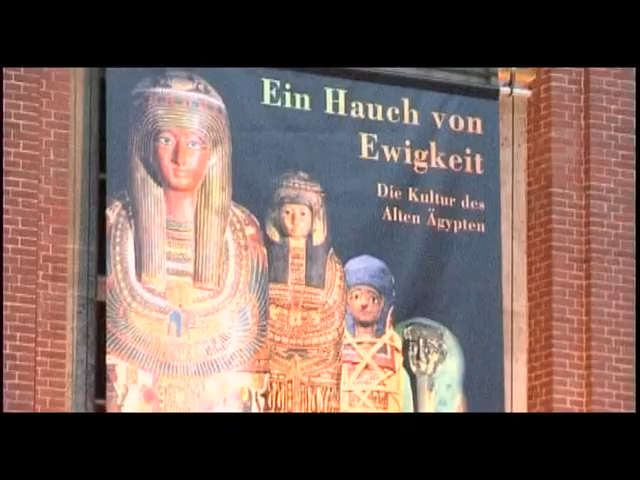 Ein Hauch von
Ewigkeit
Die Kultur des
Alten Ägypten